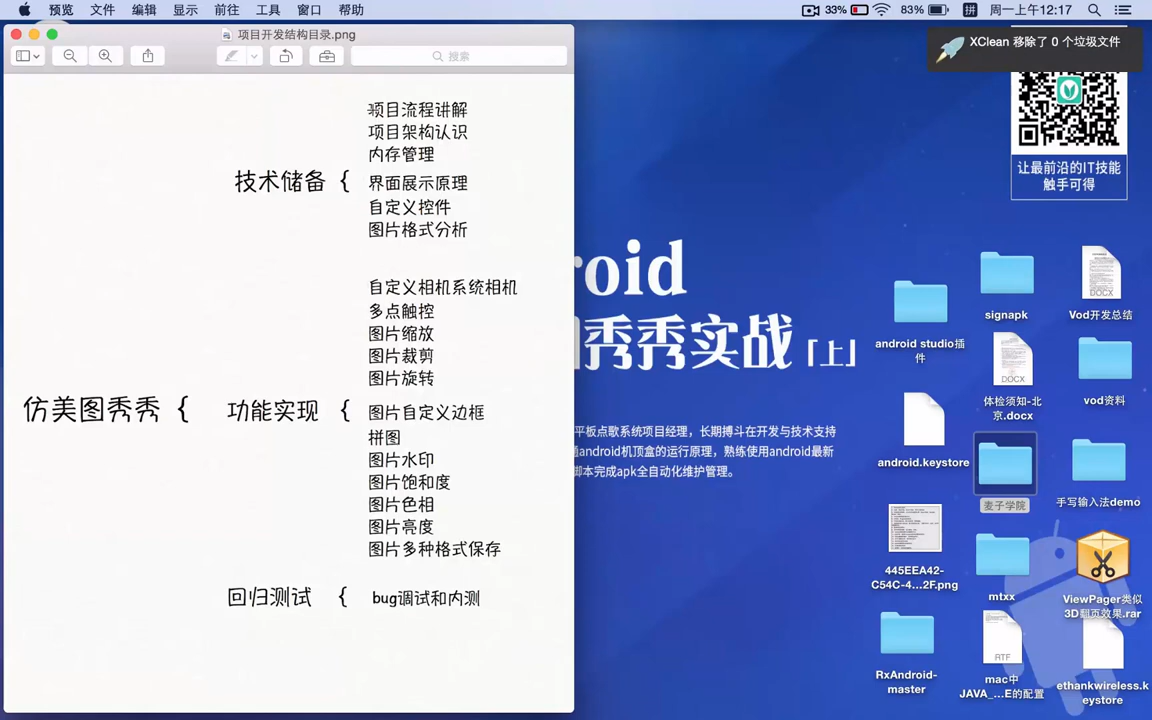 预览 文件 编辑 显示 前往 工具 窗口 帮助 33% 83% 拼 周一上午12:17
项目开发结构目录.png
搜索
XClean 移除了 0 个垃圾文件
让最前沿的IT技能
触手可得
项目流程讲解
项目架构认识
内存管理
技术储备 {
界面展示原理
自定义控件
图片格式分析
自定义相机系统相机
多点触控
图片缩放
图片裁剪
图片旋转
仿美图秀秀 { 功能实现 { 图片自定义边框
拼图
图片水印
图片饱和度
图片色相
图片亮度
图片多种格式保存
回归测试 { bug调试和内测
roid
秀秀实战「上」
平板点歌系统项目经理，长期搏斗在开发与技术支持
android机顶盒的运行原理，熟练使用android最新
脚本完成apk全自动化维护管理。
signapk
Vod开发总结
android studio插
件
体检须知-北
京.docx
vod资料
android.keystore
麦子学院
手写输入法demo
445EEA42-
C54C-4...2F.png
mtxx
ViewPager类似
3D翻页效果.rar
RxAndroid-
master
mac中
JAVA_...E的配置
ethankwireless.k
eystore
DOCX
DOCX
RTF